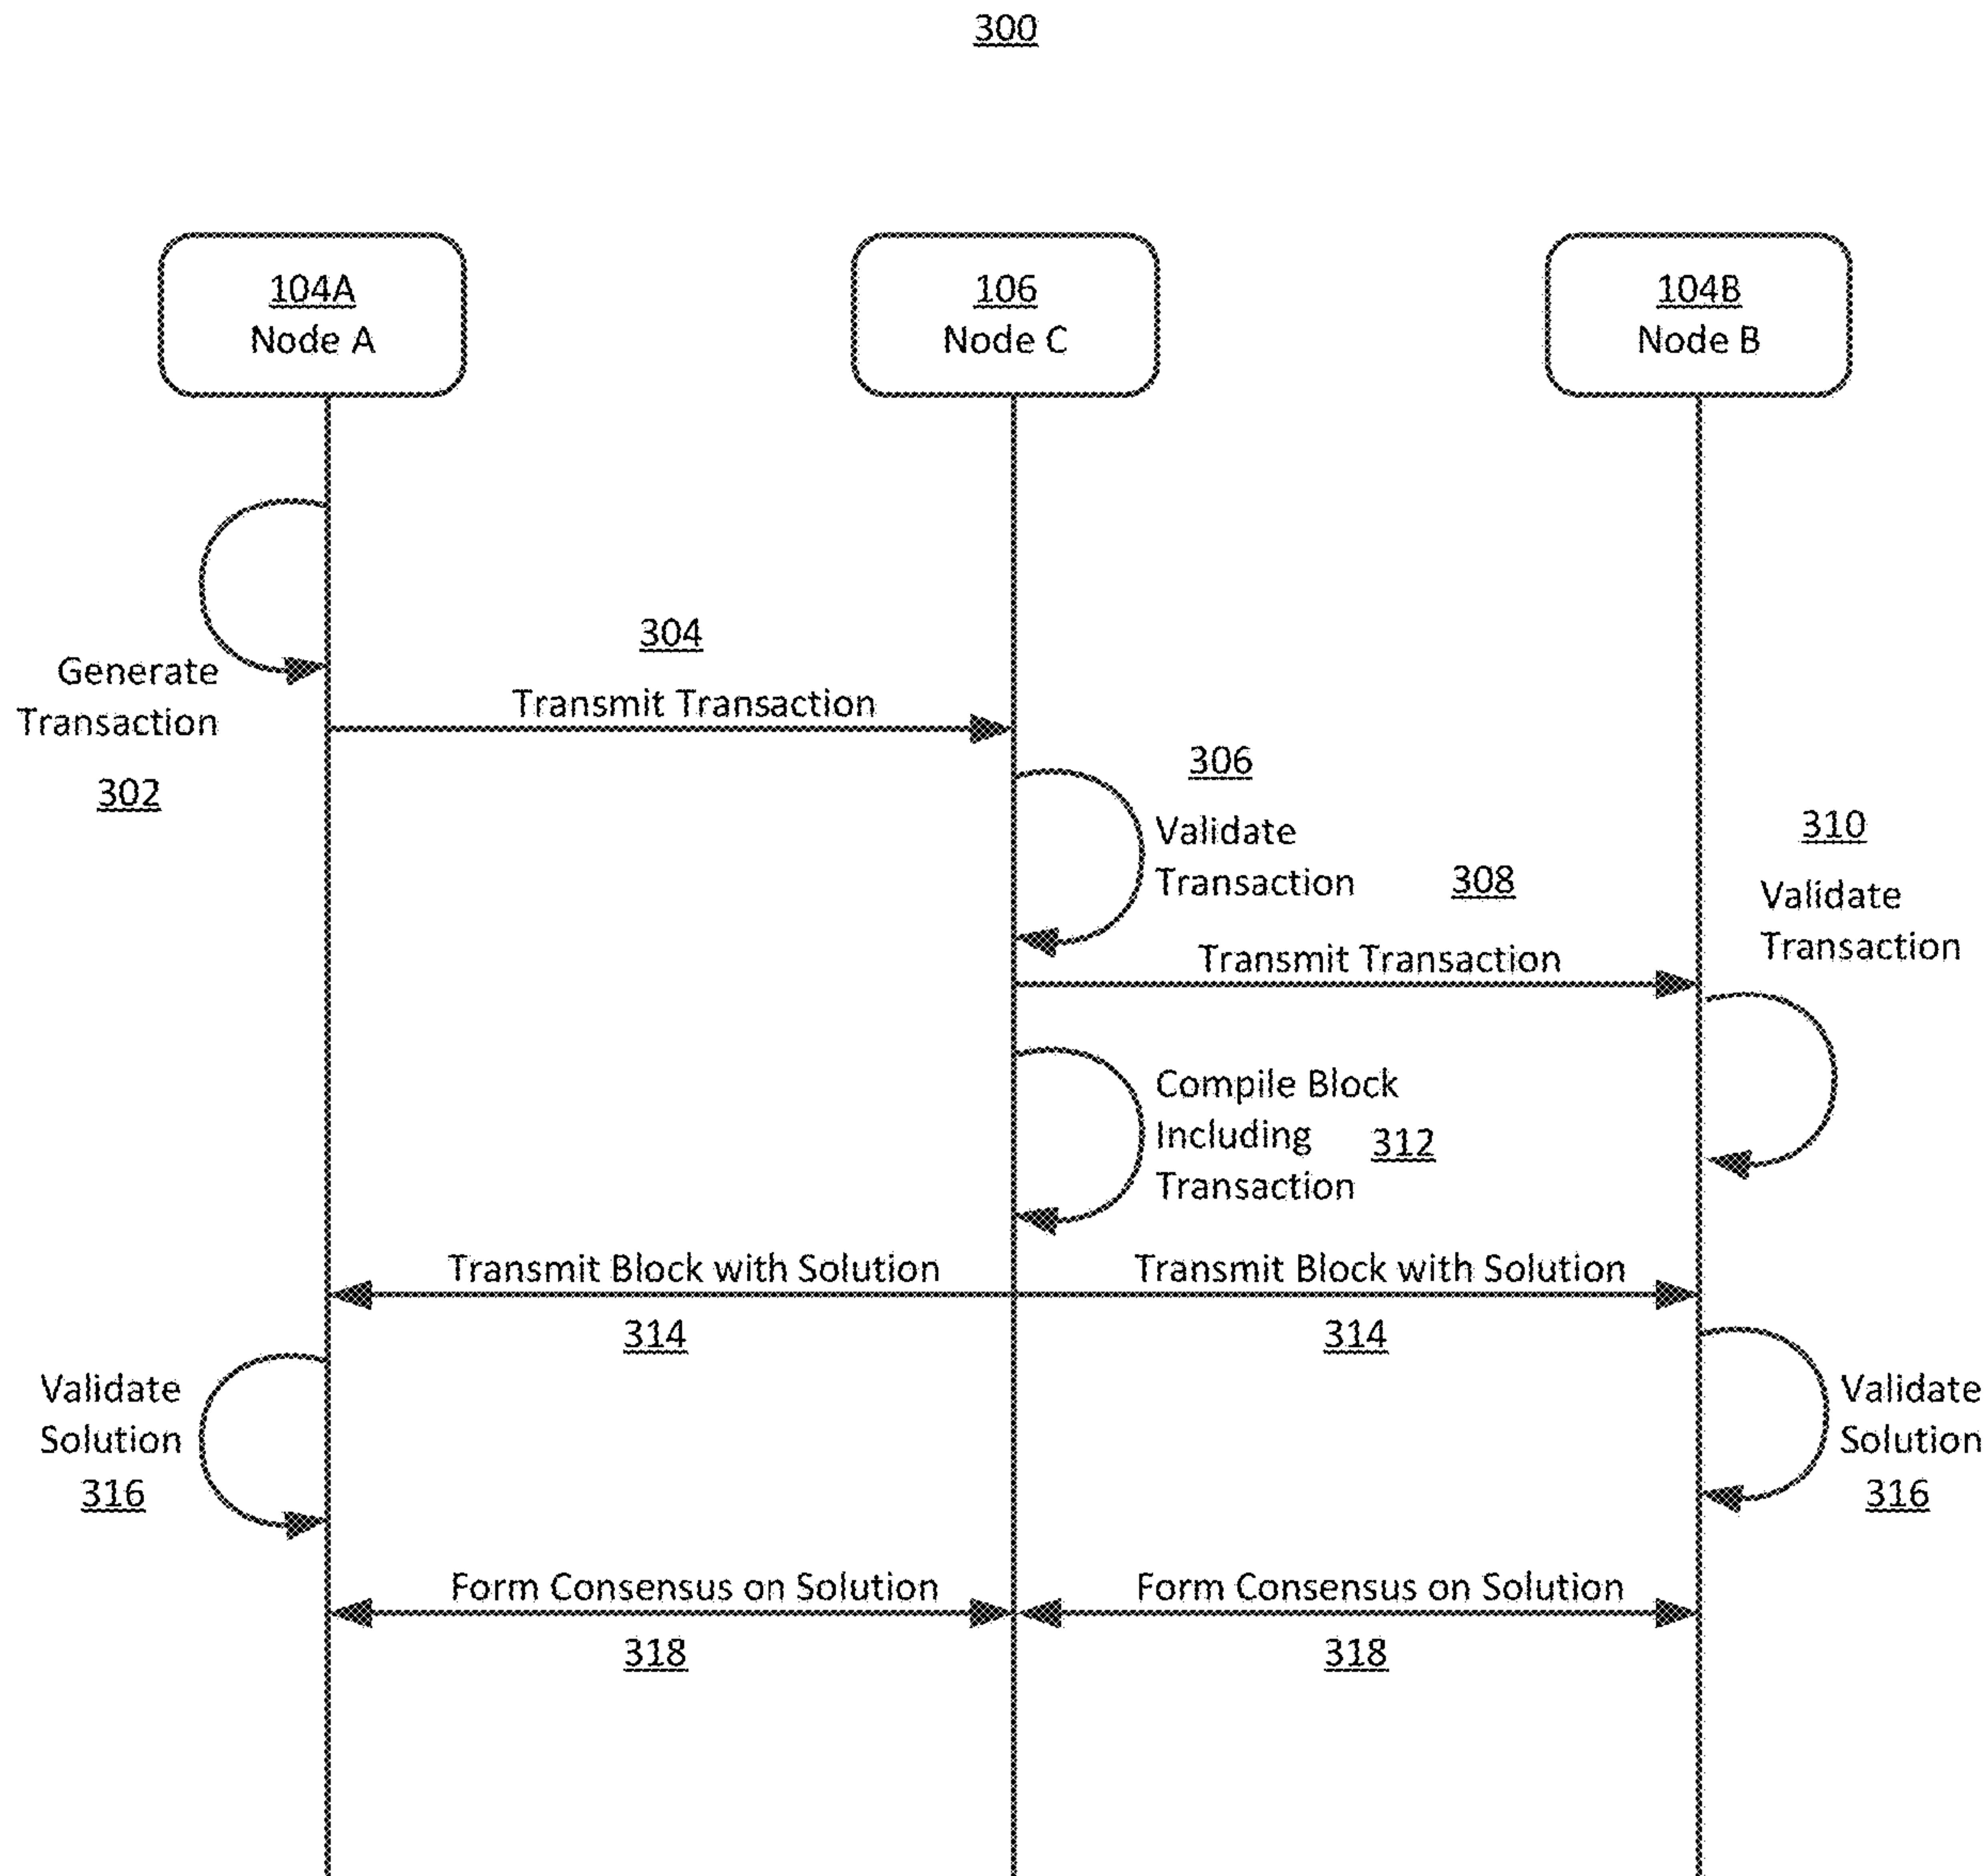 300
104A
Node A
106
Node C
104B
Node B
304
Generate
Transaction
302
Transmit Transaction
306
Validate
Transaction
308
310
Validate
Transaction
Transmit Transaction
Compile Block
Including
Transaction
312
Transmit Block with Solution
Transmit Block with Solution
314
314
Validate
Solution
316
Validate
Solution
316
Form Consensus on Solution
Form Consensus on Solution
318
318